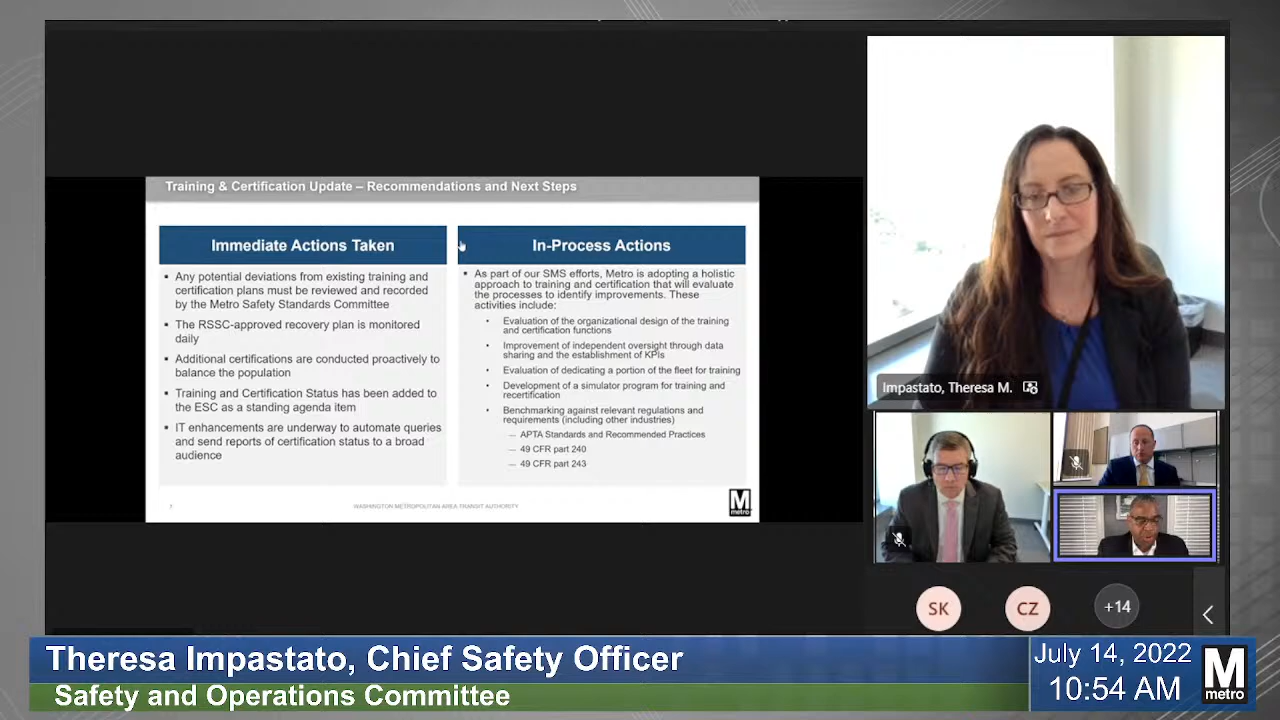 Training & Certification Update – Recommendations and Next Steps
Immediate Actions Taken
▪ Any potential deviations from existing training and
certification plans must be reviewed and recorded
by the Metro Safety Standards Committee
▪ The RSSC-approved recovery plan is monitored
daily
▪ Additional certifications are conducted proactively to
balance the population
▪ Training and Certification Status has been added to
the ESC as a standing agenda item
▪ IT enhancements are underway to automate queries
and send reports of certification status to a broad
audience
In-Process Actions
▪ As part of our SMS efforts, Metro is adopting a holistic
approach to training and certification that will evaluate
the processes to identify improvements. These
activities include:
• Evaluation of the organizational design of the training
and certification functions
• Improvement of independent oversight through data
sharing and the establishment of KPIs
• Evaluation of dedicating a portion of the fleet for training
• Development of a simulator program for training and
recertification
• Benchmarking against relevant regulations and
requirements (including other industries)
— APTA Standards and Recommended Practices
— 49 CFR part 240
— 49 CFR part 243
WASHINGTON METROPOLITAN AREA TRANSIT AUTHORITY
M
metro
Impastato, Theresa M.
SK
CZ
+14
Theresa Impastato, Chief Safety Officer
Safety and Operations Committee
July 14, 2022
10:54 AM
M
metro